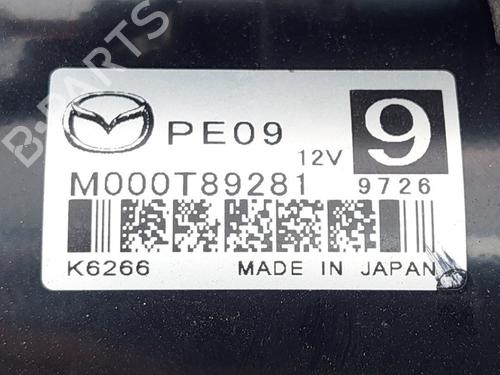 B-PARTS
PE09
12V
9
M000T89281
9726
K6266
MADE IN JAPAN